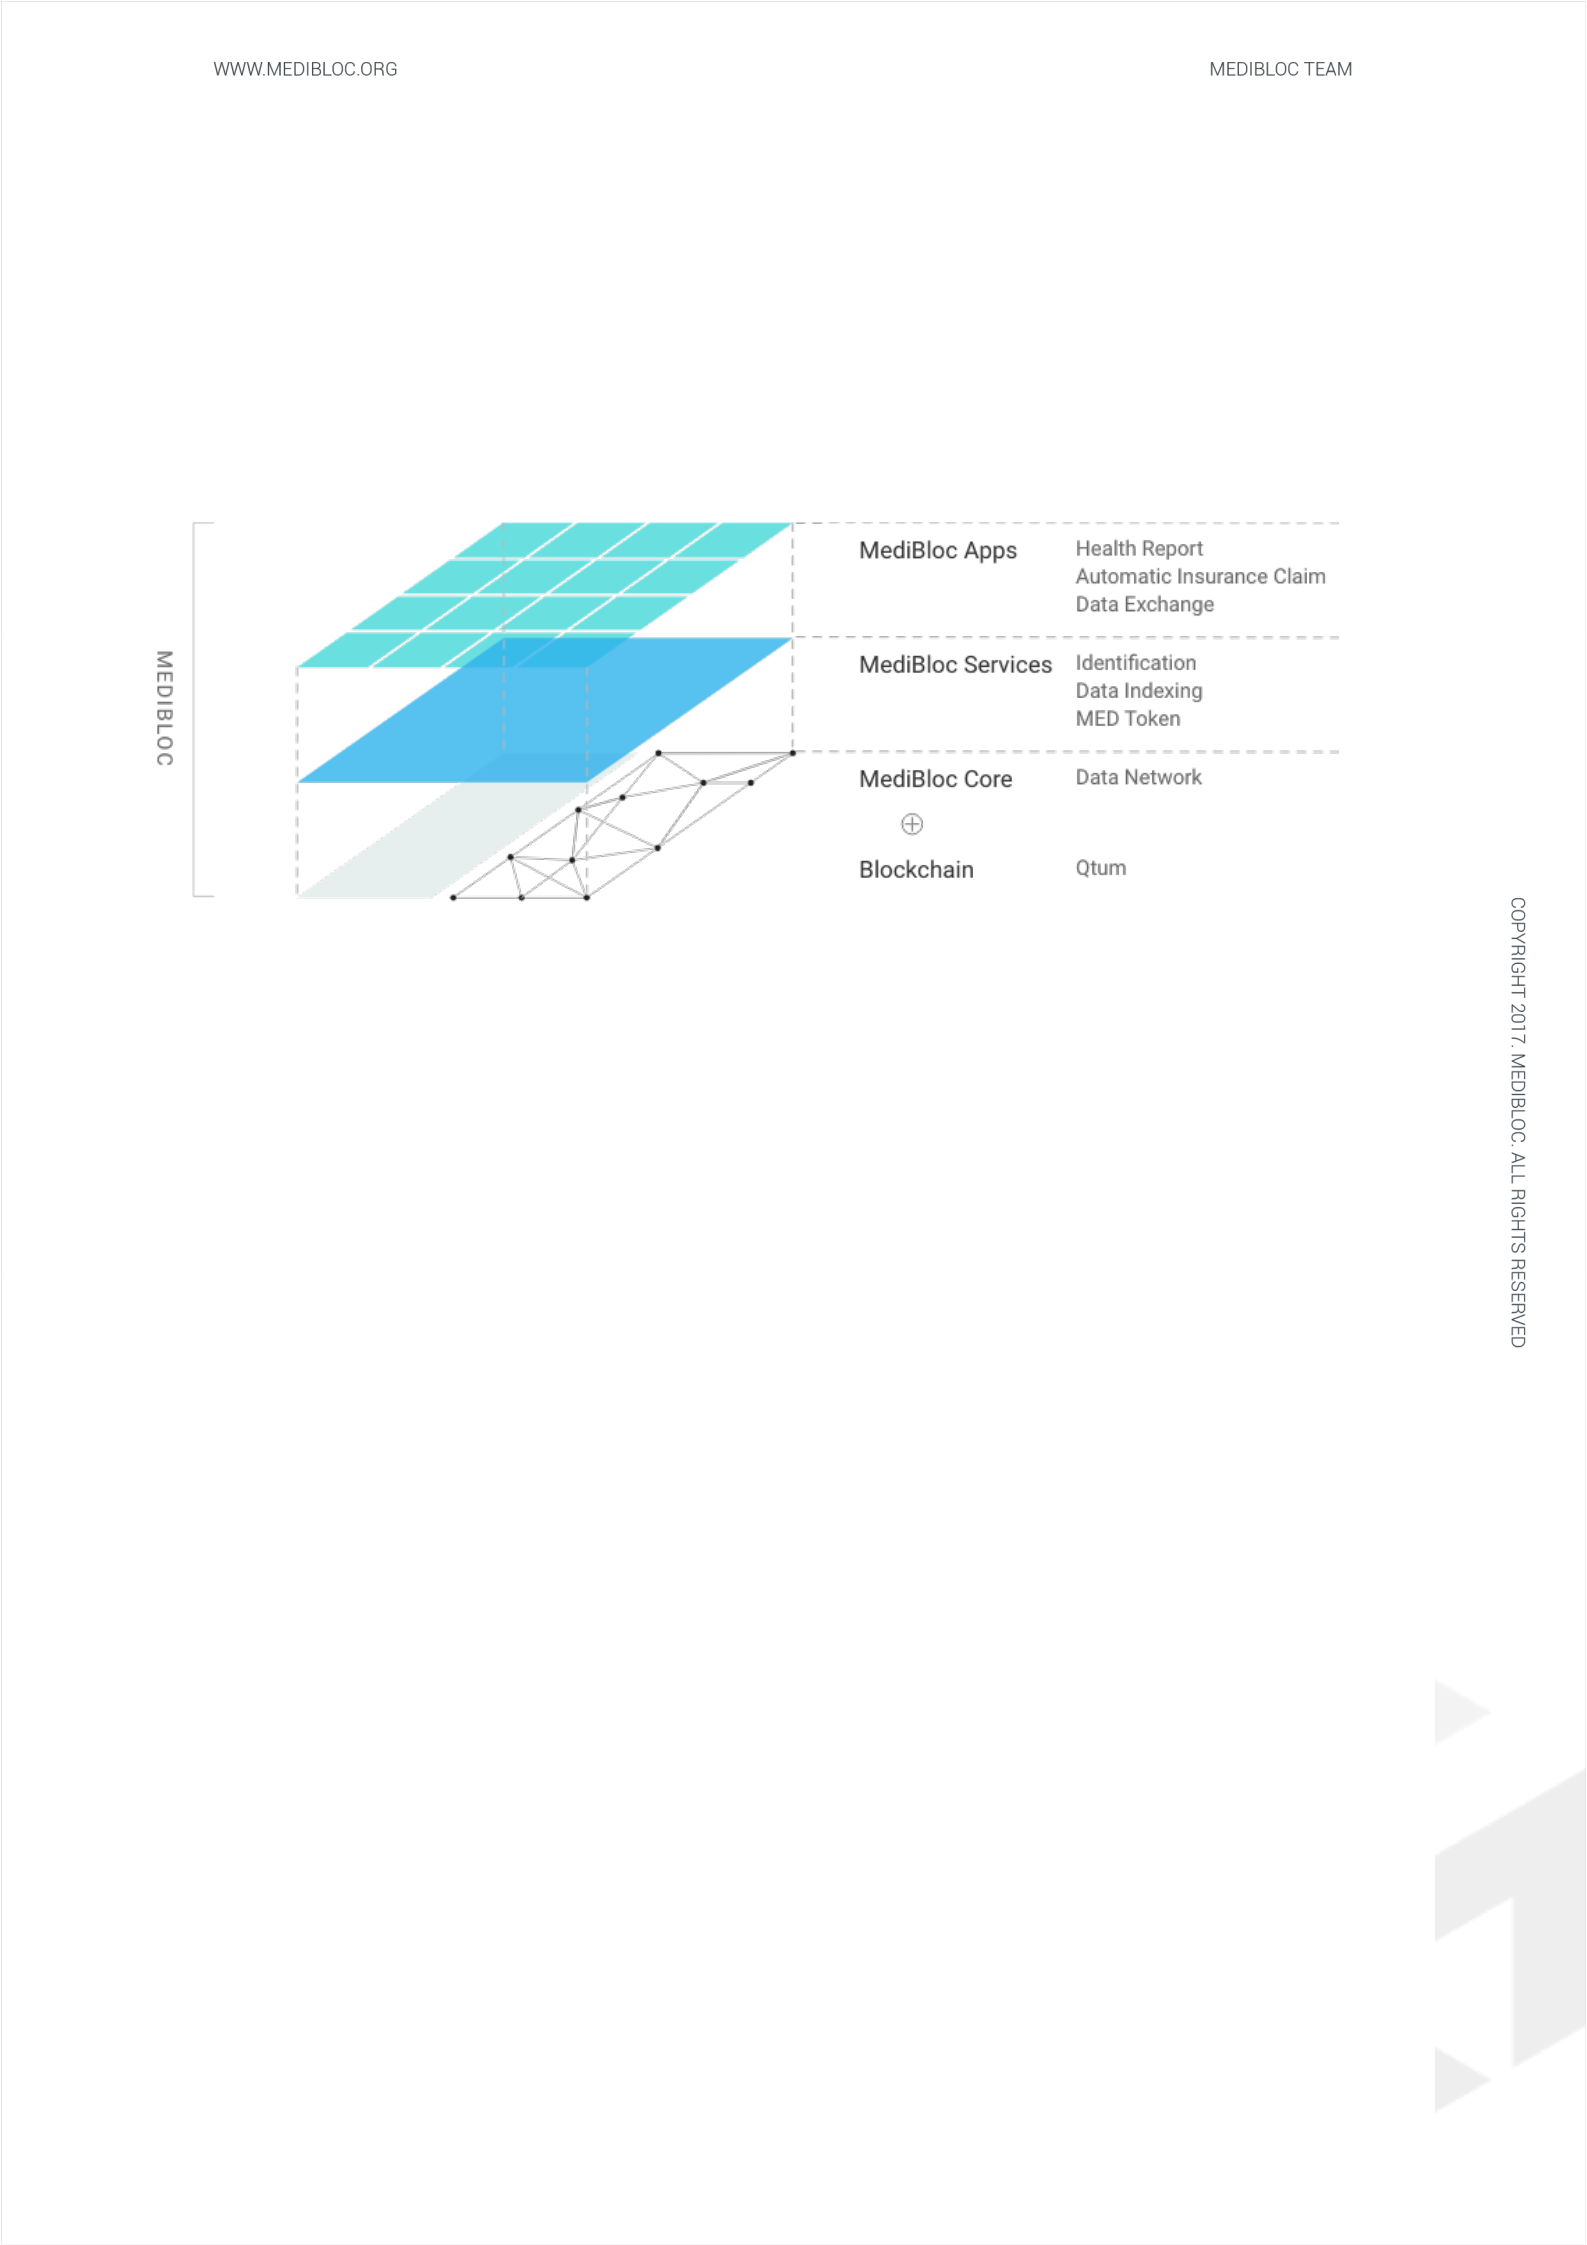 WWW.MEDIBLOC.ORG
MEDIBLOC TEAM
MEDIBLOC
MediBloc Apps
Health Report
Automatic Insurance Claim
Data Exchange
MediBloc Services
Identification
Data Indexing
MED Token
MediBloc Core
Data Network
Blockchain
Qtum
COPYRIGHT 2017. MEDIBLOC. ALL RIGHTS RESERVED